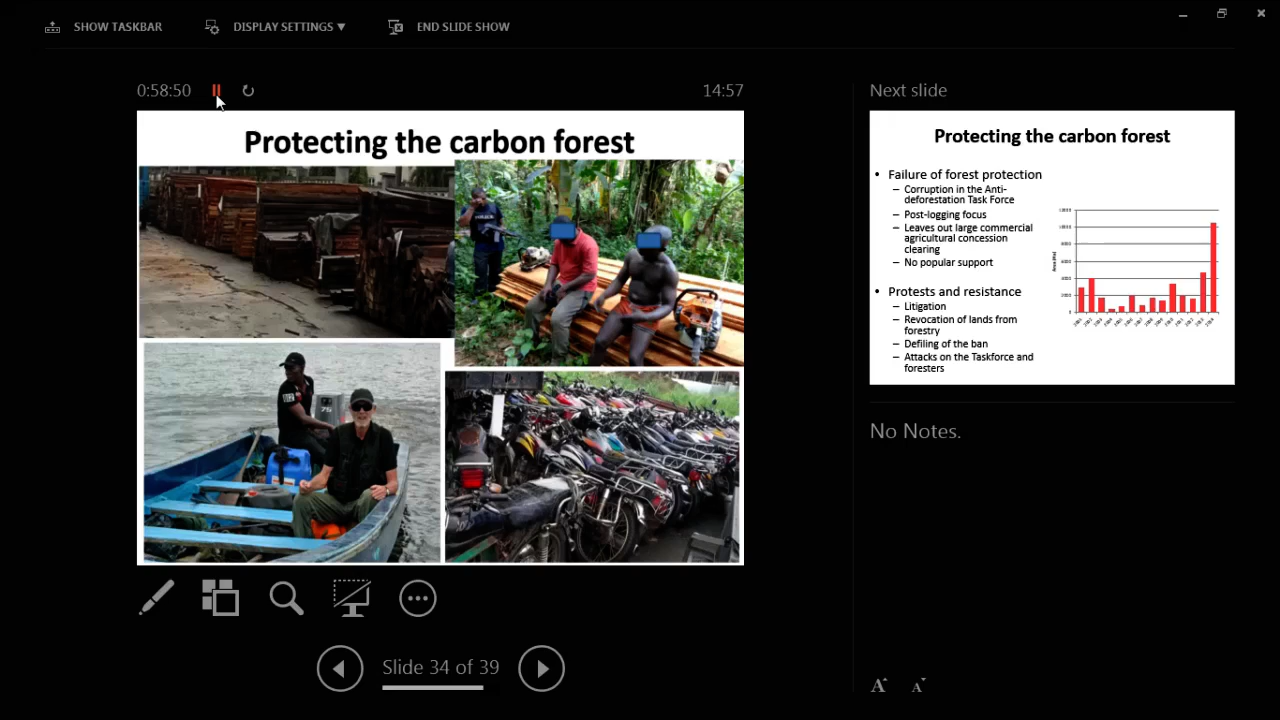 SHOW TASKBAR
DISPLAY SETTINGS ▼
END SLIDE SHOW
0:58:50
14:57
Protecting the carbon forest
75
Slide 34 of 39
Next slide
Protecting the carbon forest
• Failure of forest protection
– Corruption in the Anti-
deforestation Task Force
– Post-logging focus
– Leaves out large commercial
agricultural concession
clearing
– No popular support
• Protests and resistance
– Litigation
– Revocation of lands from
forestry
– Defiling of the ban
– Attacks on the Taskforce and
foresters
No Notes.
A A